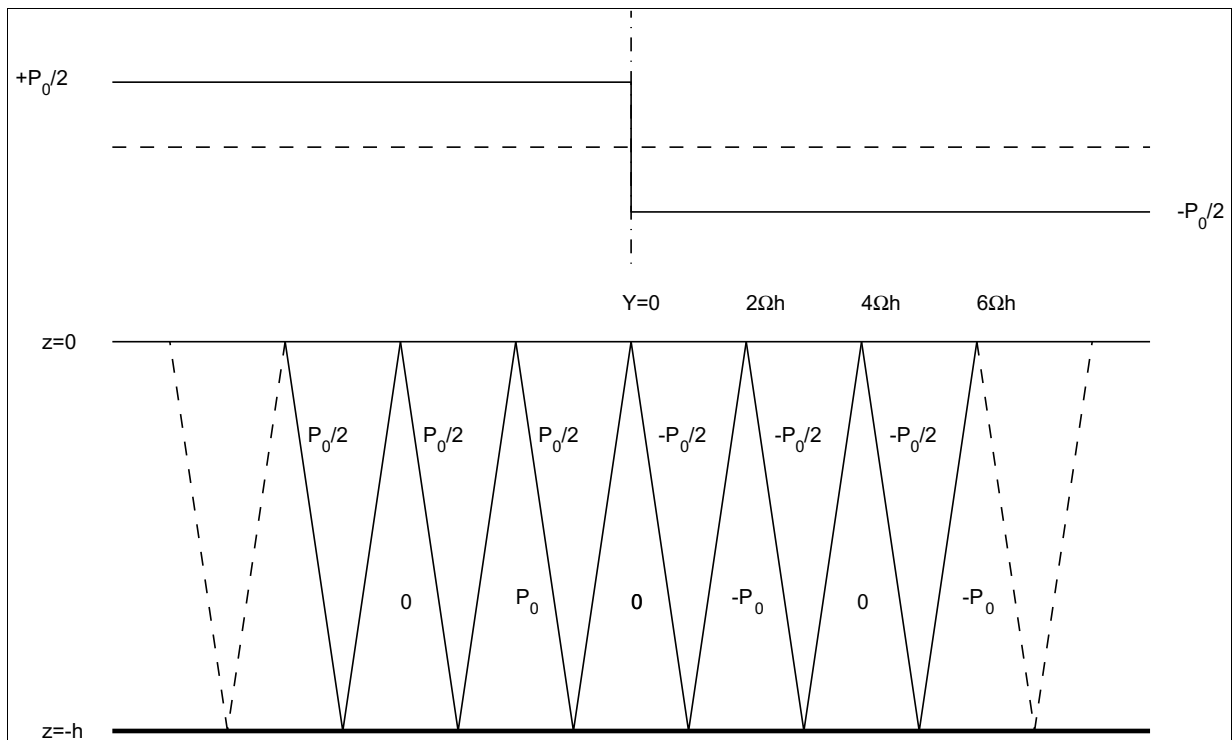 +P₀/2
-P₀/2
Y=0 2Ωh 4Ωh 6Ωh
z=0
P₀/2 P₀/2 P₀/2 -P₀/2 -P₀/2 -P₀/2
0 P₀ 0 -P₀ 0 -P₀
z=-h